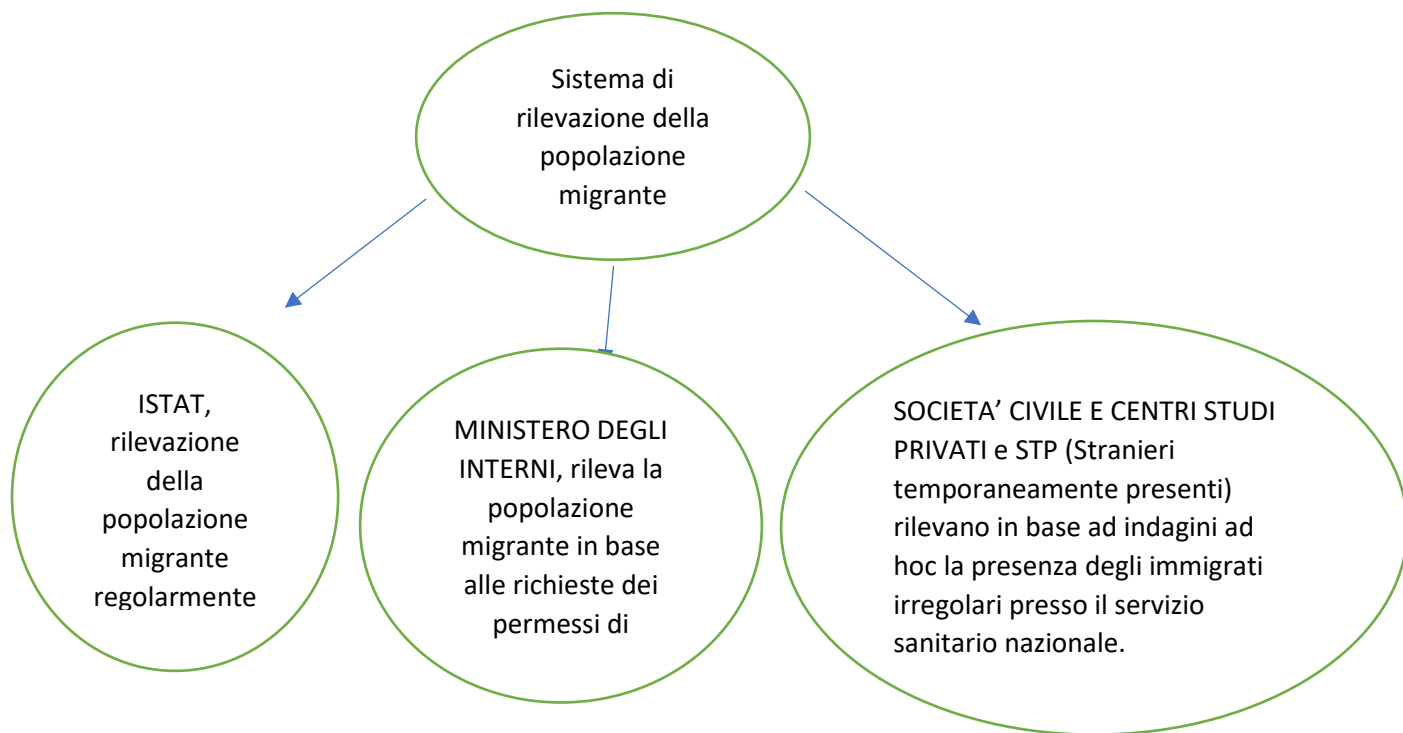 Sistema di
rilevazione della
popolazione
migrante
ISTAT,
rilevazione
della
popolazione
migrante
regolarmente
MINISTERO DEGLI
INTERNI, rileva la
popolazione
migrante in base
alle richieste dei
permessi di
SOCIETA’ CIVILE E CENTRI STUDI
PRIVATI e STP (Stranieri
temporaneamente presenti)
rilevano in base ad indagini ad
hoc la presenza degli immigrati
irregolari presso il servizio
sanitario nazionale.